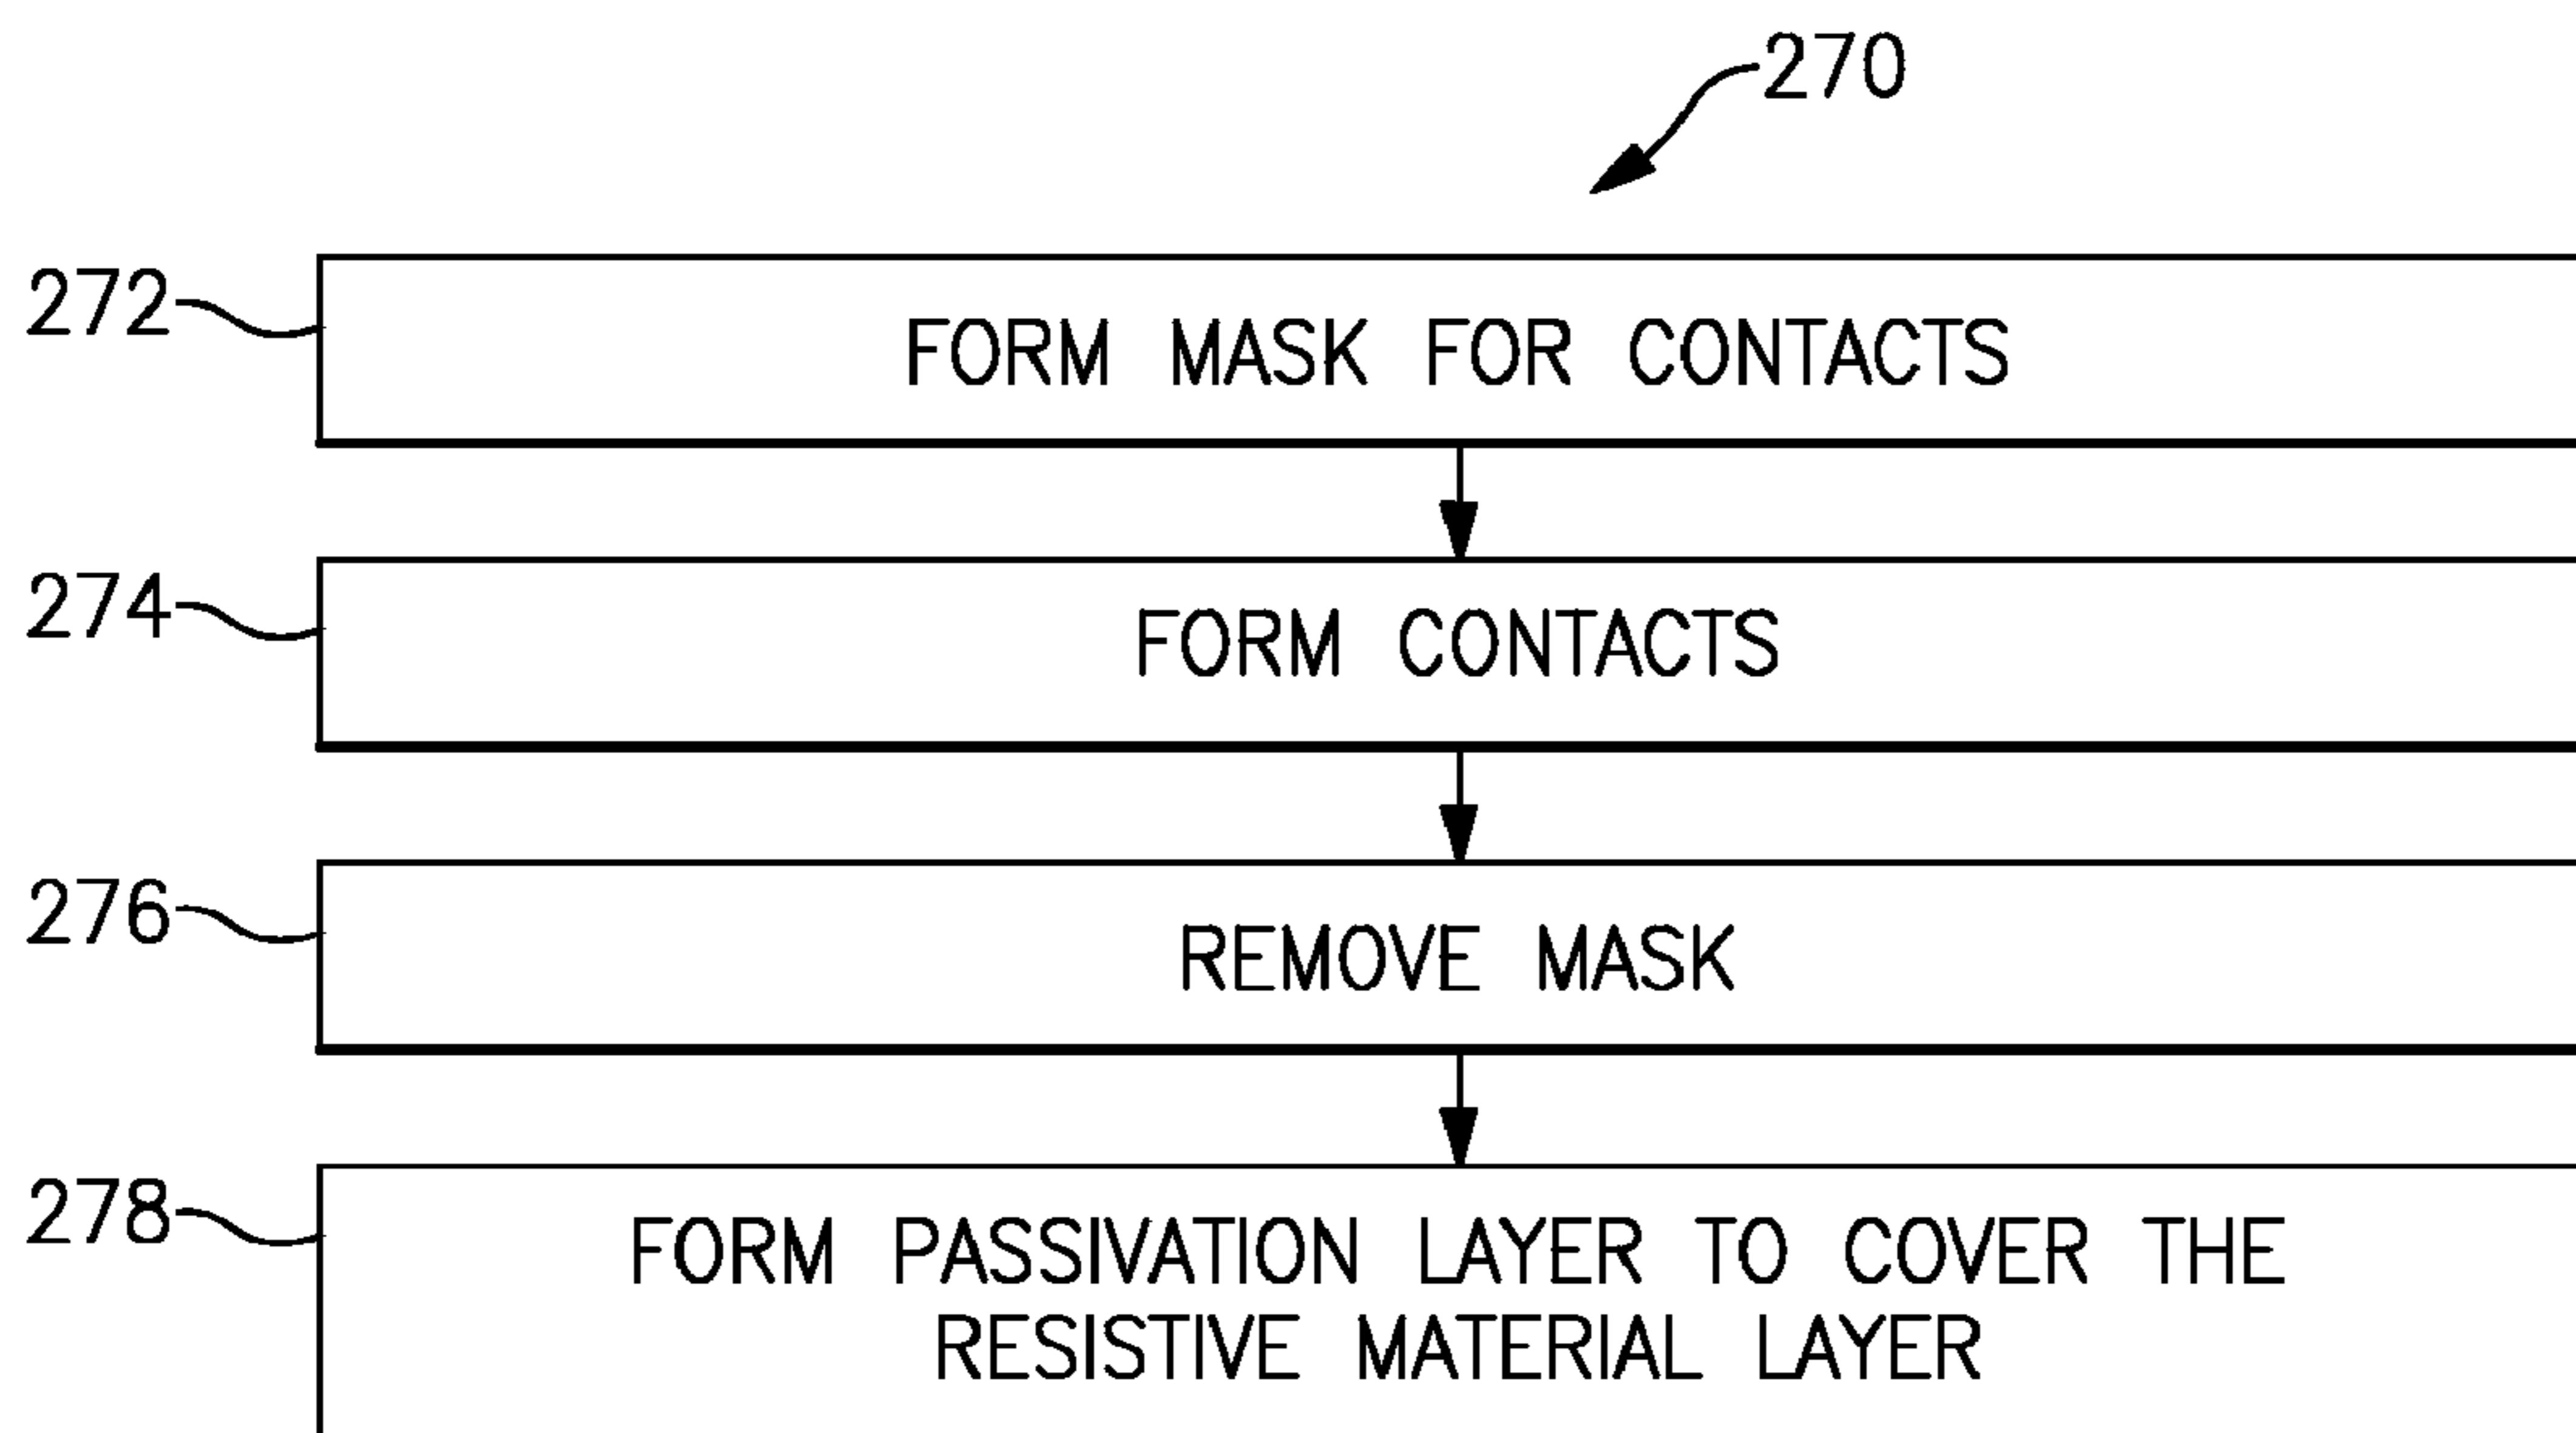 270
272
FORM MASK FOR CONTACTS
274
FORM CONTACTS
276
REMOVE MASK
278
FORM PASSIVATION LAYER TO COVER THE
RESISTIVE MATERIAL LAYER